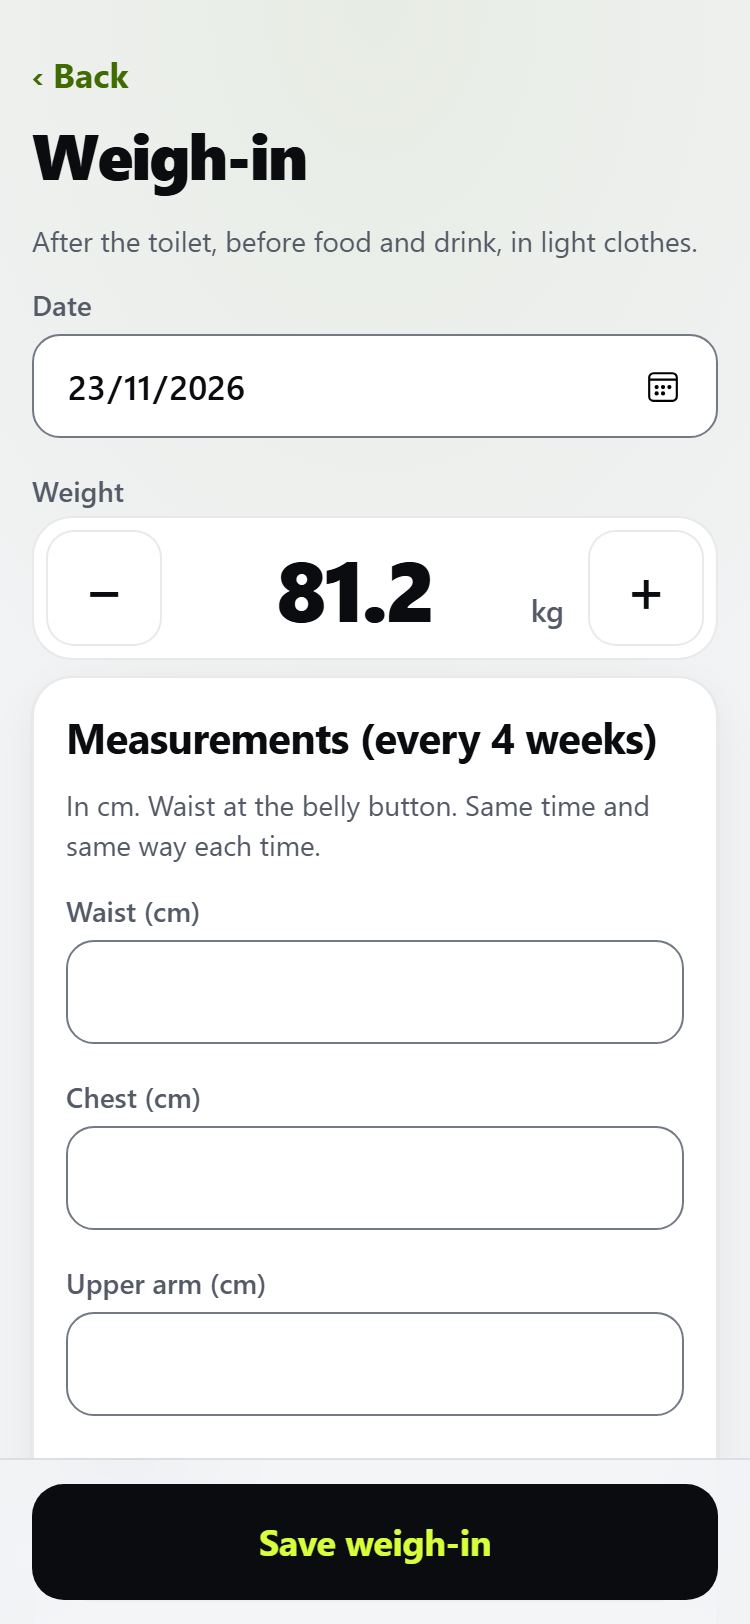 ‹ Back
Weigh-in
After the toilet, before food and drink, in light clothes.
Date
23/11/2026
Weight
− 81.2 kg +
Measurements (every 4 weeks)
In cm. Waist at the belly button. Same time and
same way each time.
Waist (cm)
Chest (cm)
Upper arm (cm)
Save weigh-in